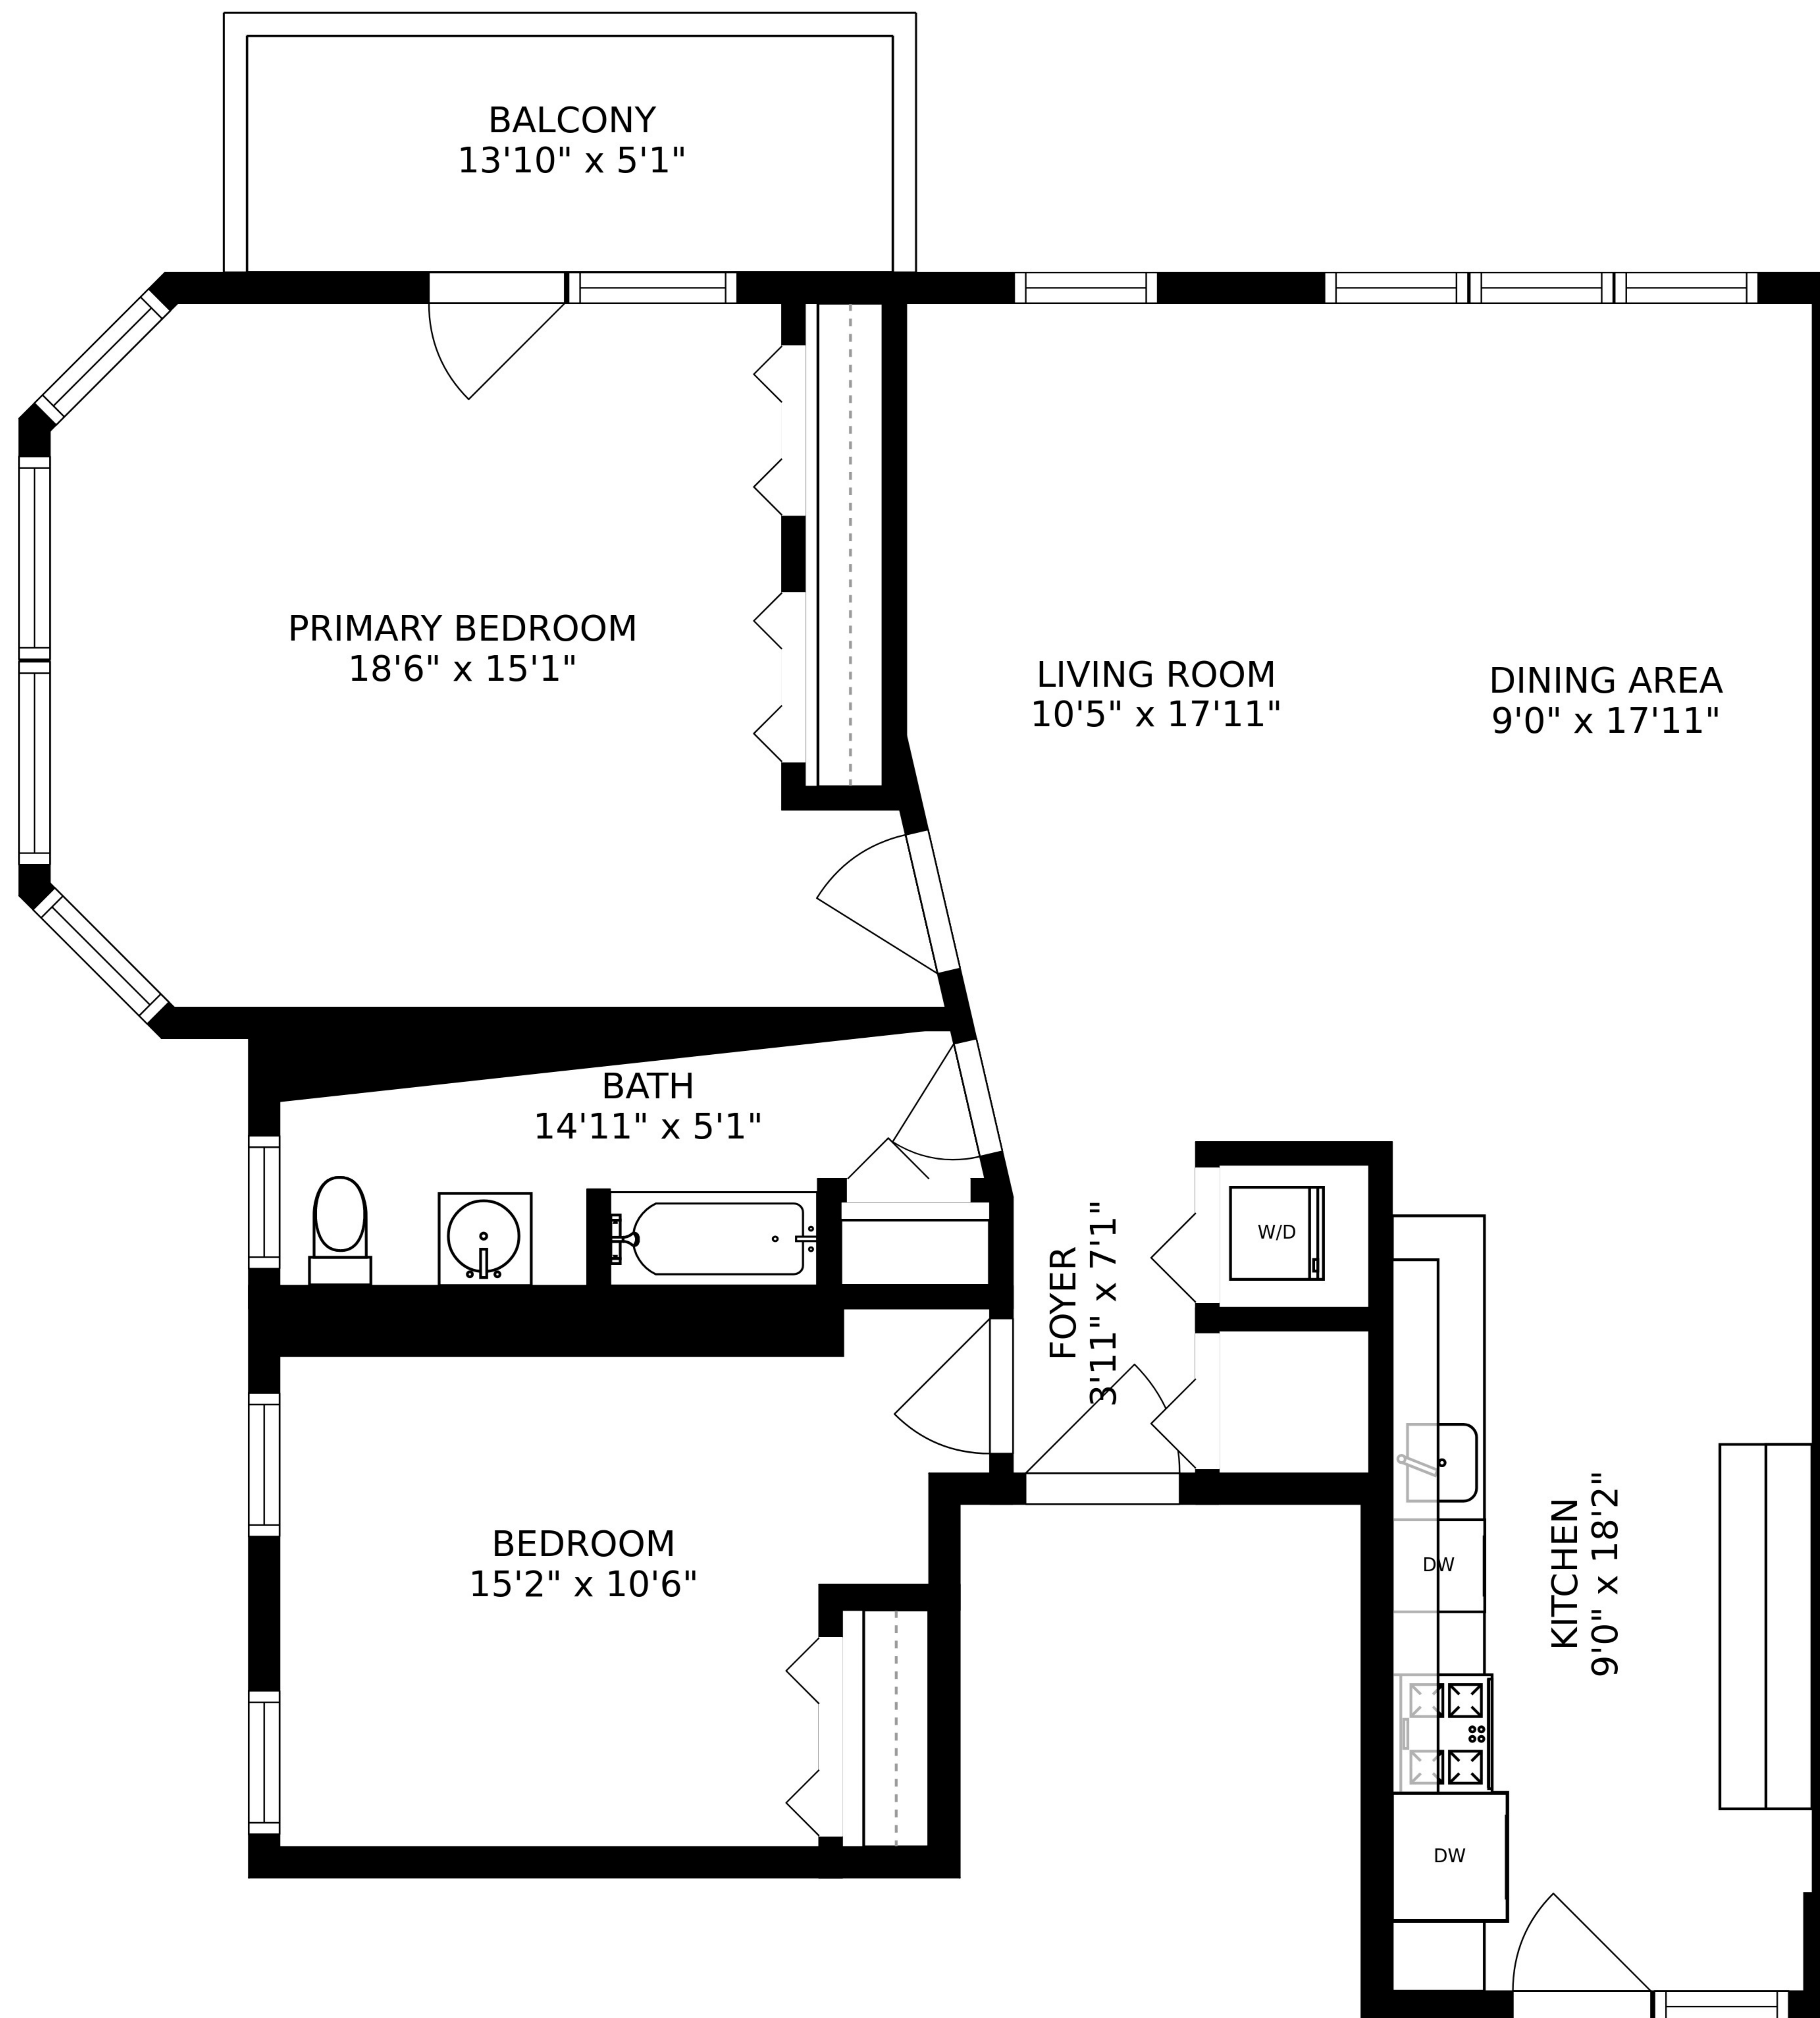 BALCONY
13'10" x 5'1"
PRIMARY BEDROOM
18'6" x 15'1"
LIVING ROOM
10'5" x 17'11"
DINING AREA
9'0" x 17'11"
BATH
14'11" x 5'1"
FOYER
3'11" x 7'1"
W/D
BEDROOM
15'2" x 10'6"
DW
KITCHEN
9'0" x 18'2"
DW